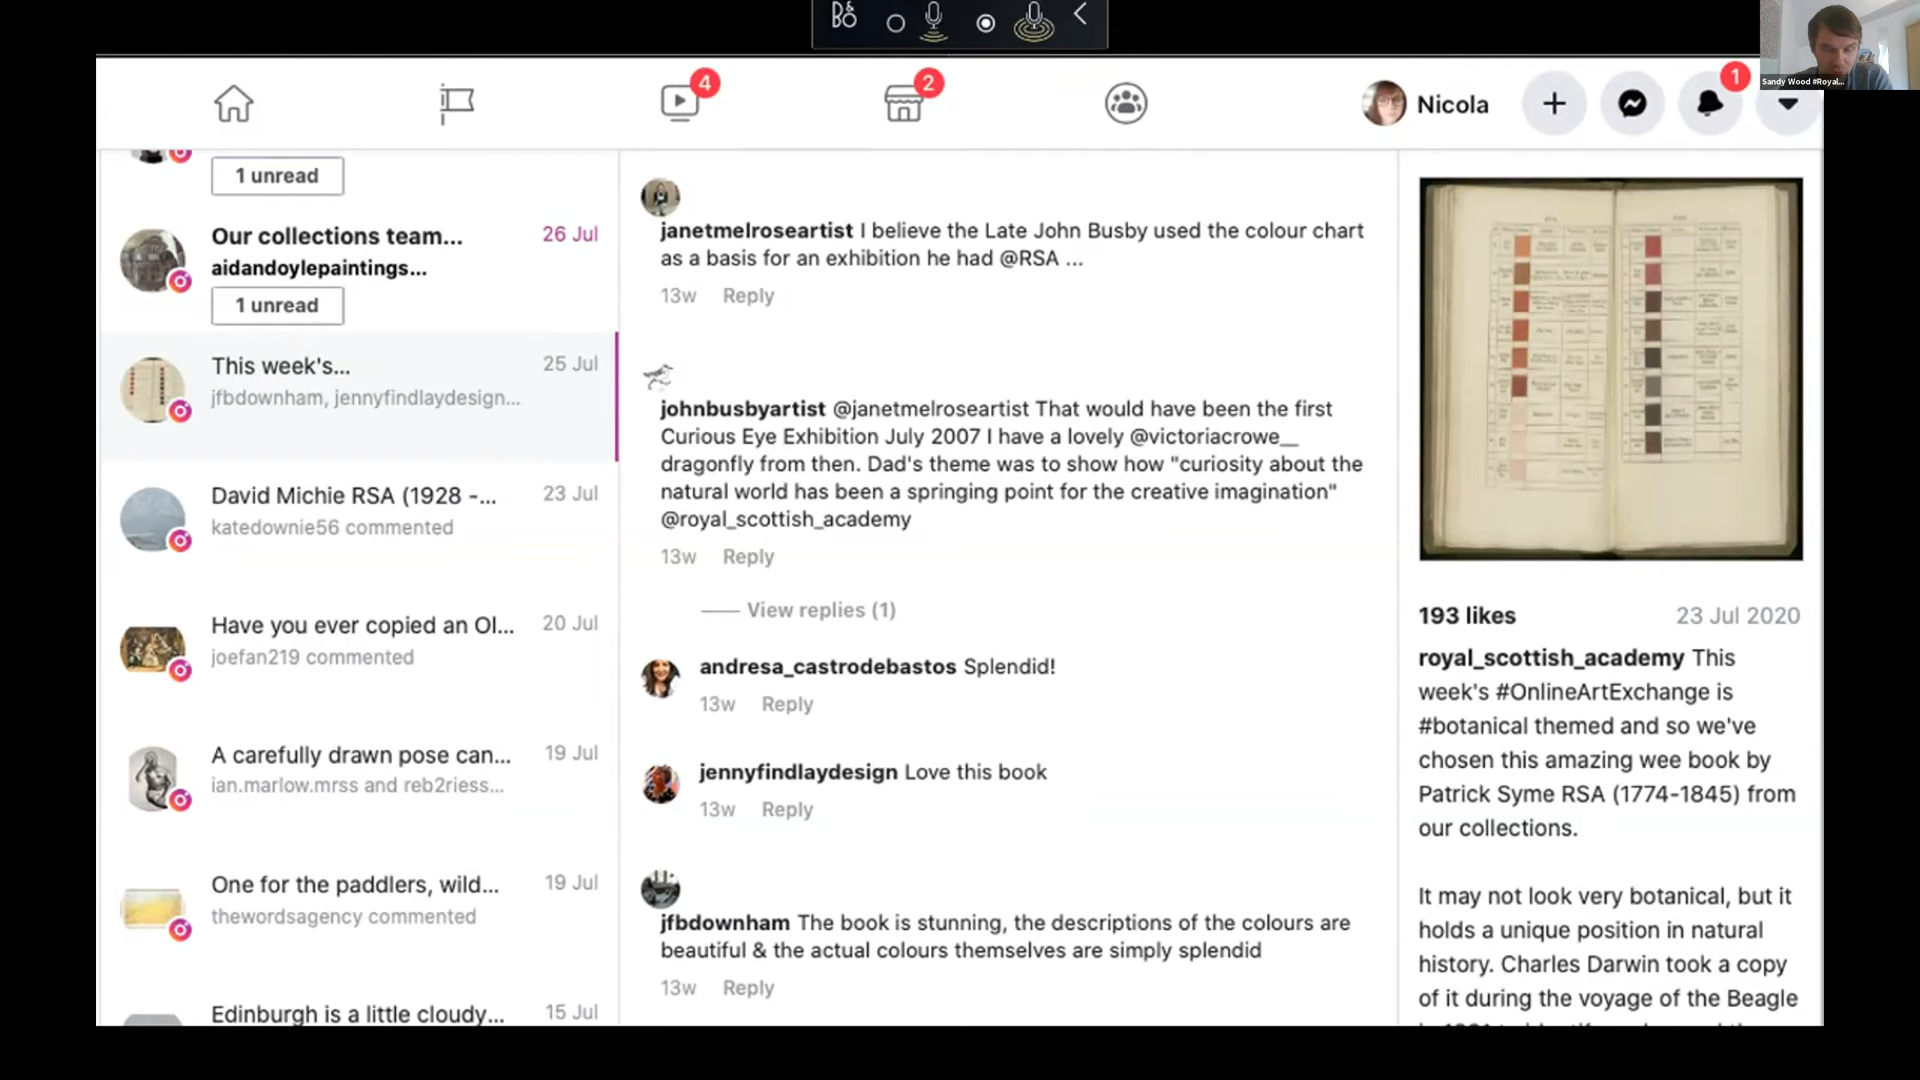 B&O
Sandy Wood #Royal...
4
2
Nicola
1
1 unread
Our collections team...
26 Jul
aidandoylepaintings...
1 unread
This week's...
25 Jul
jfbdownham, jennyfindlaydesign...
David Michie RSA (1928 -...
23 Jul
katedownie56 commented
Have you ever copied an Ol...
20 Jul
joefan219 commented
A carefully drawn pose can...
19 Jul
ian.marlow.mrss and reb2riess...
One for the paddlers, wild...
19 Jul
thewordsagency commented
Edinburgh is a little cloudy...
15 Jul
janetmelroseartist I believe the Late John Busby used the colour chart
as a basis for an exhibition he had @RSA ...
13w Reply
johnbusbyartist @janetmelroseartist That would have been the first
Curious Eye Exhibition July 2007 I have a lovely @victoriacrowe__
dragonfly from then. Dad's theme was to show how "curiosity about the
natural world has been a springing point for the creative imagination"
@royal_scottish_academy
13w Reply
View replies (1)
andresa_castrodebastos Splendid!
13w Reply
jennyfindlaydesign Love this book
13w Reply
jfbdownham The book is stunning, the descriptions of the colours are
beautiful & the actual colours themselves are simply splendid
13w Reply
193 likes
23 Jul 2020
royal_scottish_academy This
week's #OnlineArtExchange is
#botanical themed and so we've
chosen this amazing wee book by
Patrick Syme RSA (1774-1845) from
our collections.
It may not look very botanical, but it
holds a unique position in natural
history. Charles Darwin took a copy
of it during the voyage of the Beagle